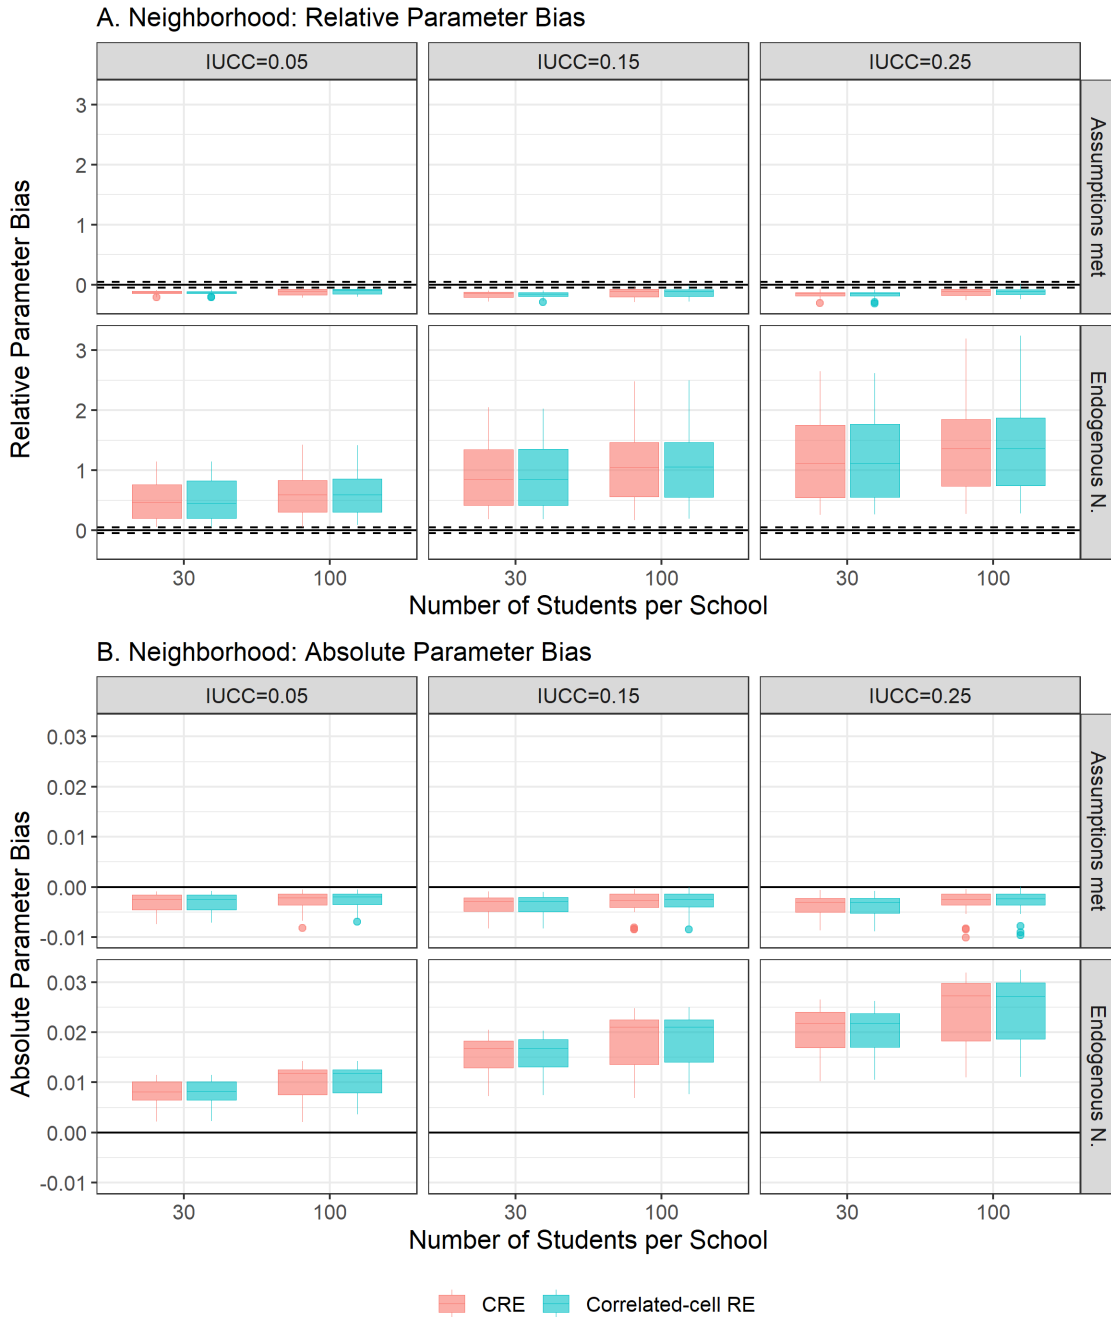 A. Neighborhood: Relative Parameter Bias
IUCC=0.05 IUCC=0.15 IUCC=0.25
Relative Parameter Bias
3
2
1
0
Assumptions met
3
2
1
0
Endogenous N.
30 100 30 100 30 100
Number of Students per School
B. Neighborhood: Absolute Parameter Bias
IUCC=0.05 IUCC=0.15 IUCC=0.25
Absolute Parameter Bias
0.03
0.02
0.01
0.00
-0.01
Assumptions met
0.03
0.02
0.01
0.00
-0.01
Endogenous N.
30 100 30 100 30 100
Number of Students per School
CRE Correlated-cell RE